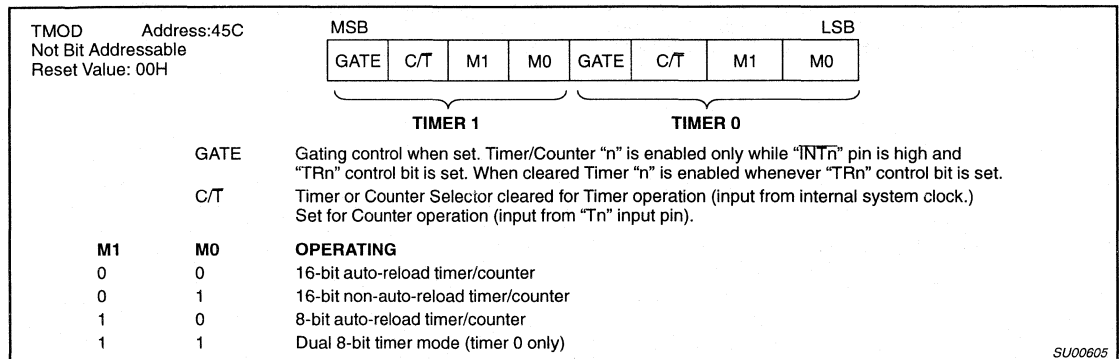 TMOD Address:45C
Not Bit Addressable
Reset Value: 00H
MSB LSB
GATE C/T̅ M1 M0 GATE C/T̅ M1 M0
TIMER 1 TIMER 0
GATE Gating control when set. Timer/Counter “n” is enabled only while “I̅N̅T̅n̅” pin is high and
“TRn” control bit is set. When cleared Timer “n” is enabled whenever “TRn” control bit is set.
C/T̅ Timer or Counter Selector cleared for Timer operation (input from internal system clock.)
Set for Counter operation (input from “Tn” input pin).
M1 M0 OPERATING
0 0 16-bit auto-reload timer/counter
0 1 16-bit non-auto-reload timer/counter
1 0 8-bit auto-reload timer/counter
1 1 Dual 8-bit timer mode (timer 0 only)
SU00605